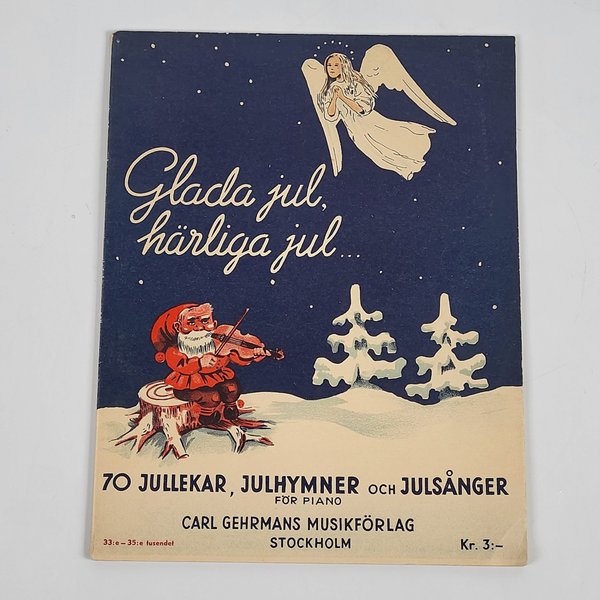 Glada jul,
härliga jul...
70 JULLEKAR, JULHYMNER OCH JULSÅNGER
FÖR PIANO
CARL GEHRMANS MUSIKFÖRLAG
STOCKHOLM
33:e – 35:e tusendet
Kr. 3:–